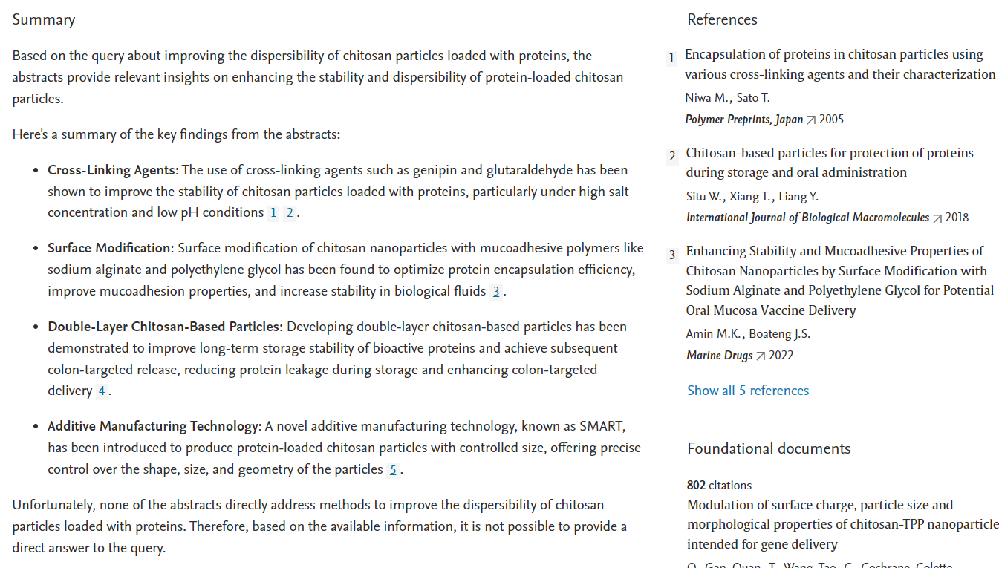 Summary
Based on the query about improving the dispersibility of chitosan particles loaded with proteins, the
abstracts provide relevant insights on enhancing the stability and dispersibility of protein-loaded chitosan
particles.
Here's a summary of the key findings from the abstracts:
• Cross-Linking Agents: The use of cross-linking agents such as genipin and glutaraldehyde has been
shown to improve the stability of chitosan particles loaded with proteins, particularly under high salt
concentration and low pH conditions 1 2 .
• Surface Modification: Surface modification of chitosan nanoparticles with mucoadhesive polymers like
sodium alginate and polyethylene glycol has been found to optimize protein encapsulation efficiency,
improve mucoadhesion properties, and increase stability in biological fluids 3 .
• Double-Layer Chitosan-Based Particles: Developing double-layer chitosan-based particles has been
demonstrated to improve long-term storage stability of bioactive proteins and achieve subsequent
colon-targeted release, reducing protein leakage during storage and enhancing colon-targeted
delivery 4 .
• Additive Manufacturing Technology: A novel additive manufacturing technology, known as SMART,
has been introduced to produce protein-loaded chitosan particles with controlled size, offering precise
control over the shape, size, and geometry of the particles 5 .
Unfortunately, none of the abstracts directly address methods to improve the dispersibility of chitosan
particles loaded with proteins. Therefore, based on the available information, it is not possible to provide a
direct answer to the query.
References
1 Encapsulation of proteins in chitosan particles using
various cross-linking agents and their characterization
Niwa M., Sato T.
Polymer Preprints, Japan ↗ 2005
2 Chitosan-based particles for protection of proteins
during storage and oral administration
Situ W., Xiang T., Liang Y.
International Journal of Biological Macromolecules ↗ 2018
3 Enhancing Stability and Mucoadhesive Properties of
Chitosan Nanoparticles by Surface Modification with
Sodium Alginate and Polyethylene Glycol for Potential
Oral Mucosa Vaccine Delivery
Amin M.K., Boateng J.S.
Marine Drugs ↗ 2022
Show all 5 references
Foundational documents
802 citations
Modulation of surface charge, particle size and
morphological properties of chitosan-TPP nanoparticle
intended for gene delivery
Q., Gan, Quan, T., Wang, Tao, C., Cochrane, Colette